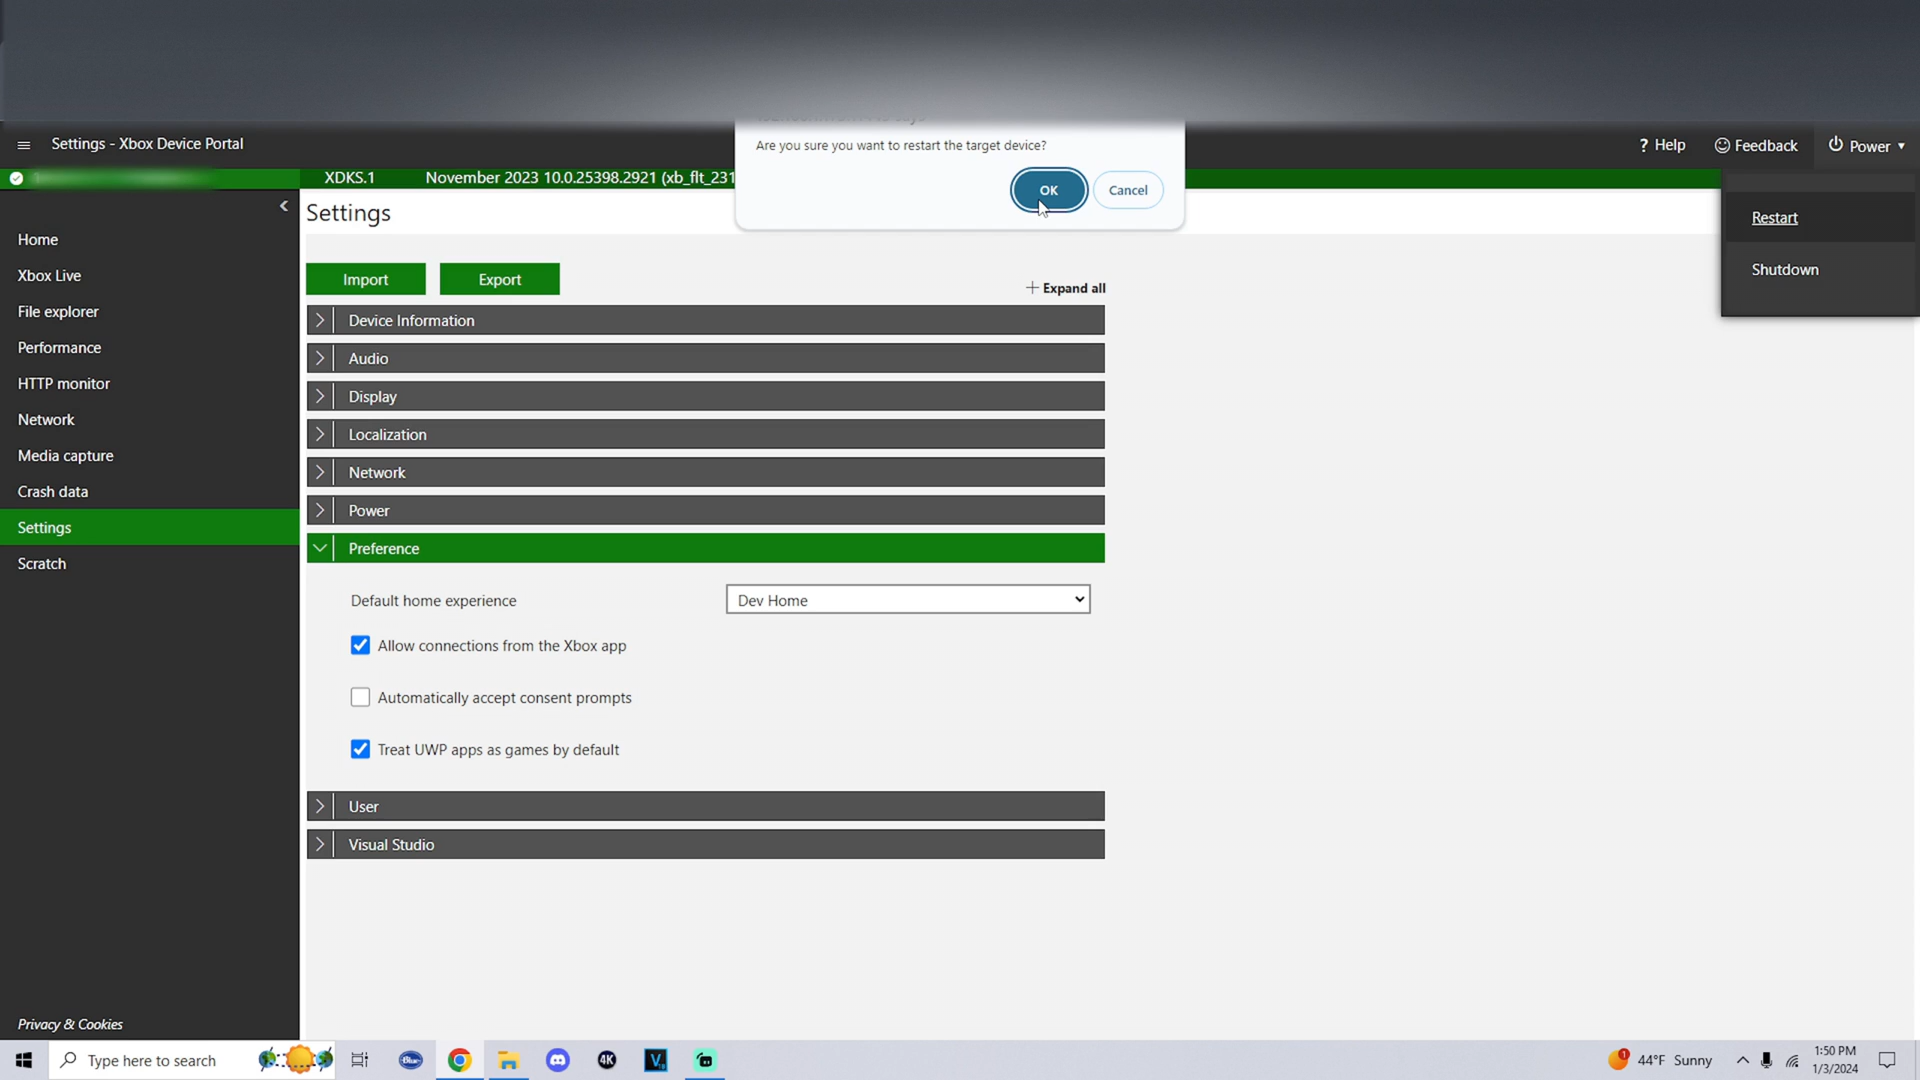 Settings - Xbox Device Portal
Are you sure you want to restart the target device?
OK
Cancel
? Help
Feedback
Power
XDKS.1
November 2023 10.0.25398.2921 (xb_flt_231
Restart
Shutdown
Home
Xbox Live
File explorer
Performance
HTTP monitor
Network
Media capture
Crash data
Settings
Scratch
Privacy & Cookies
Settings
Import
Export
Expand all
Device Information
Audio
Display
Localization
Network
Power
Preference
Default home experience
Dev Home
Allow connections from the Xbox app
Automatically accept consent prompts
Treat UWP apps as games by default
User
Visual Studio
Type here to search
Blue
4K
V
1
44°F Sunny
1:50 PM
1/3/2024